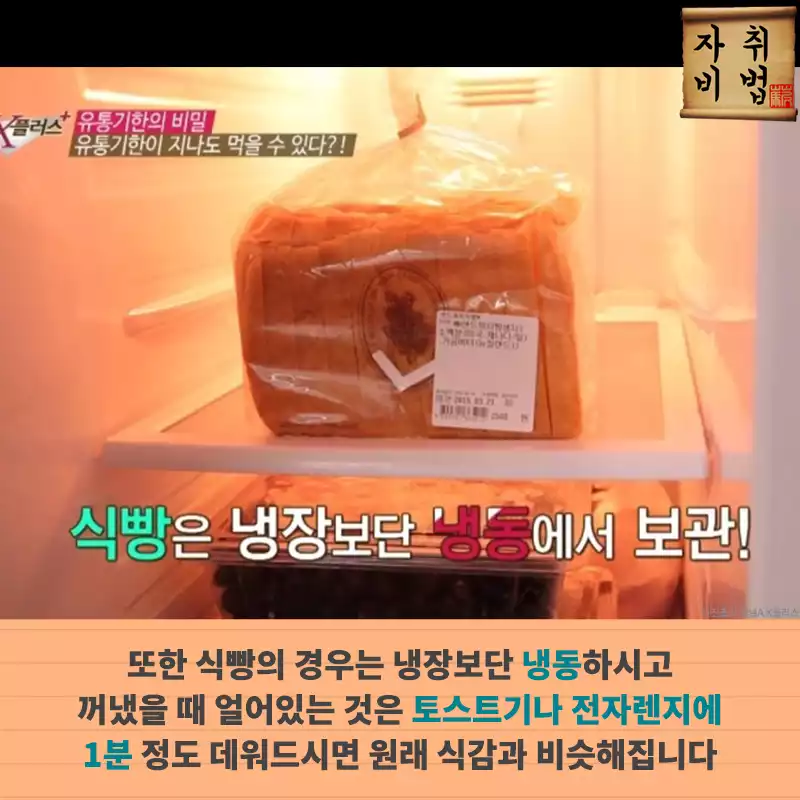 자취
비법
X플러스+
유통기한의 비밀
유통기한이 지나도 먹을 수 있다?!
식빵은 냉장보단 냉동에서 보관!
또한 식빵의 경우는 냉장보단 냉동하시고
꺼냈을 때 얼어있는 것은 토스트기나 전자렌지에
1분 정도 데워드시면 원래 식감과 비슷해집니다